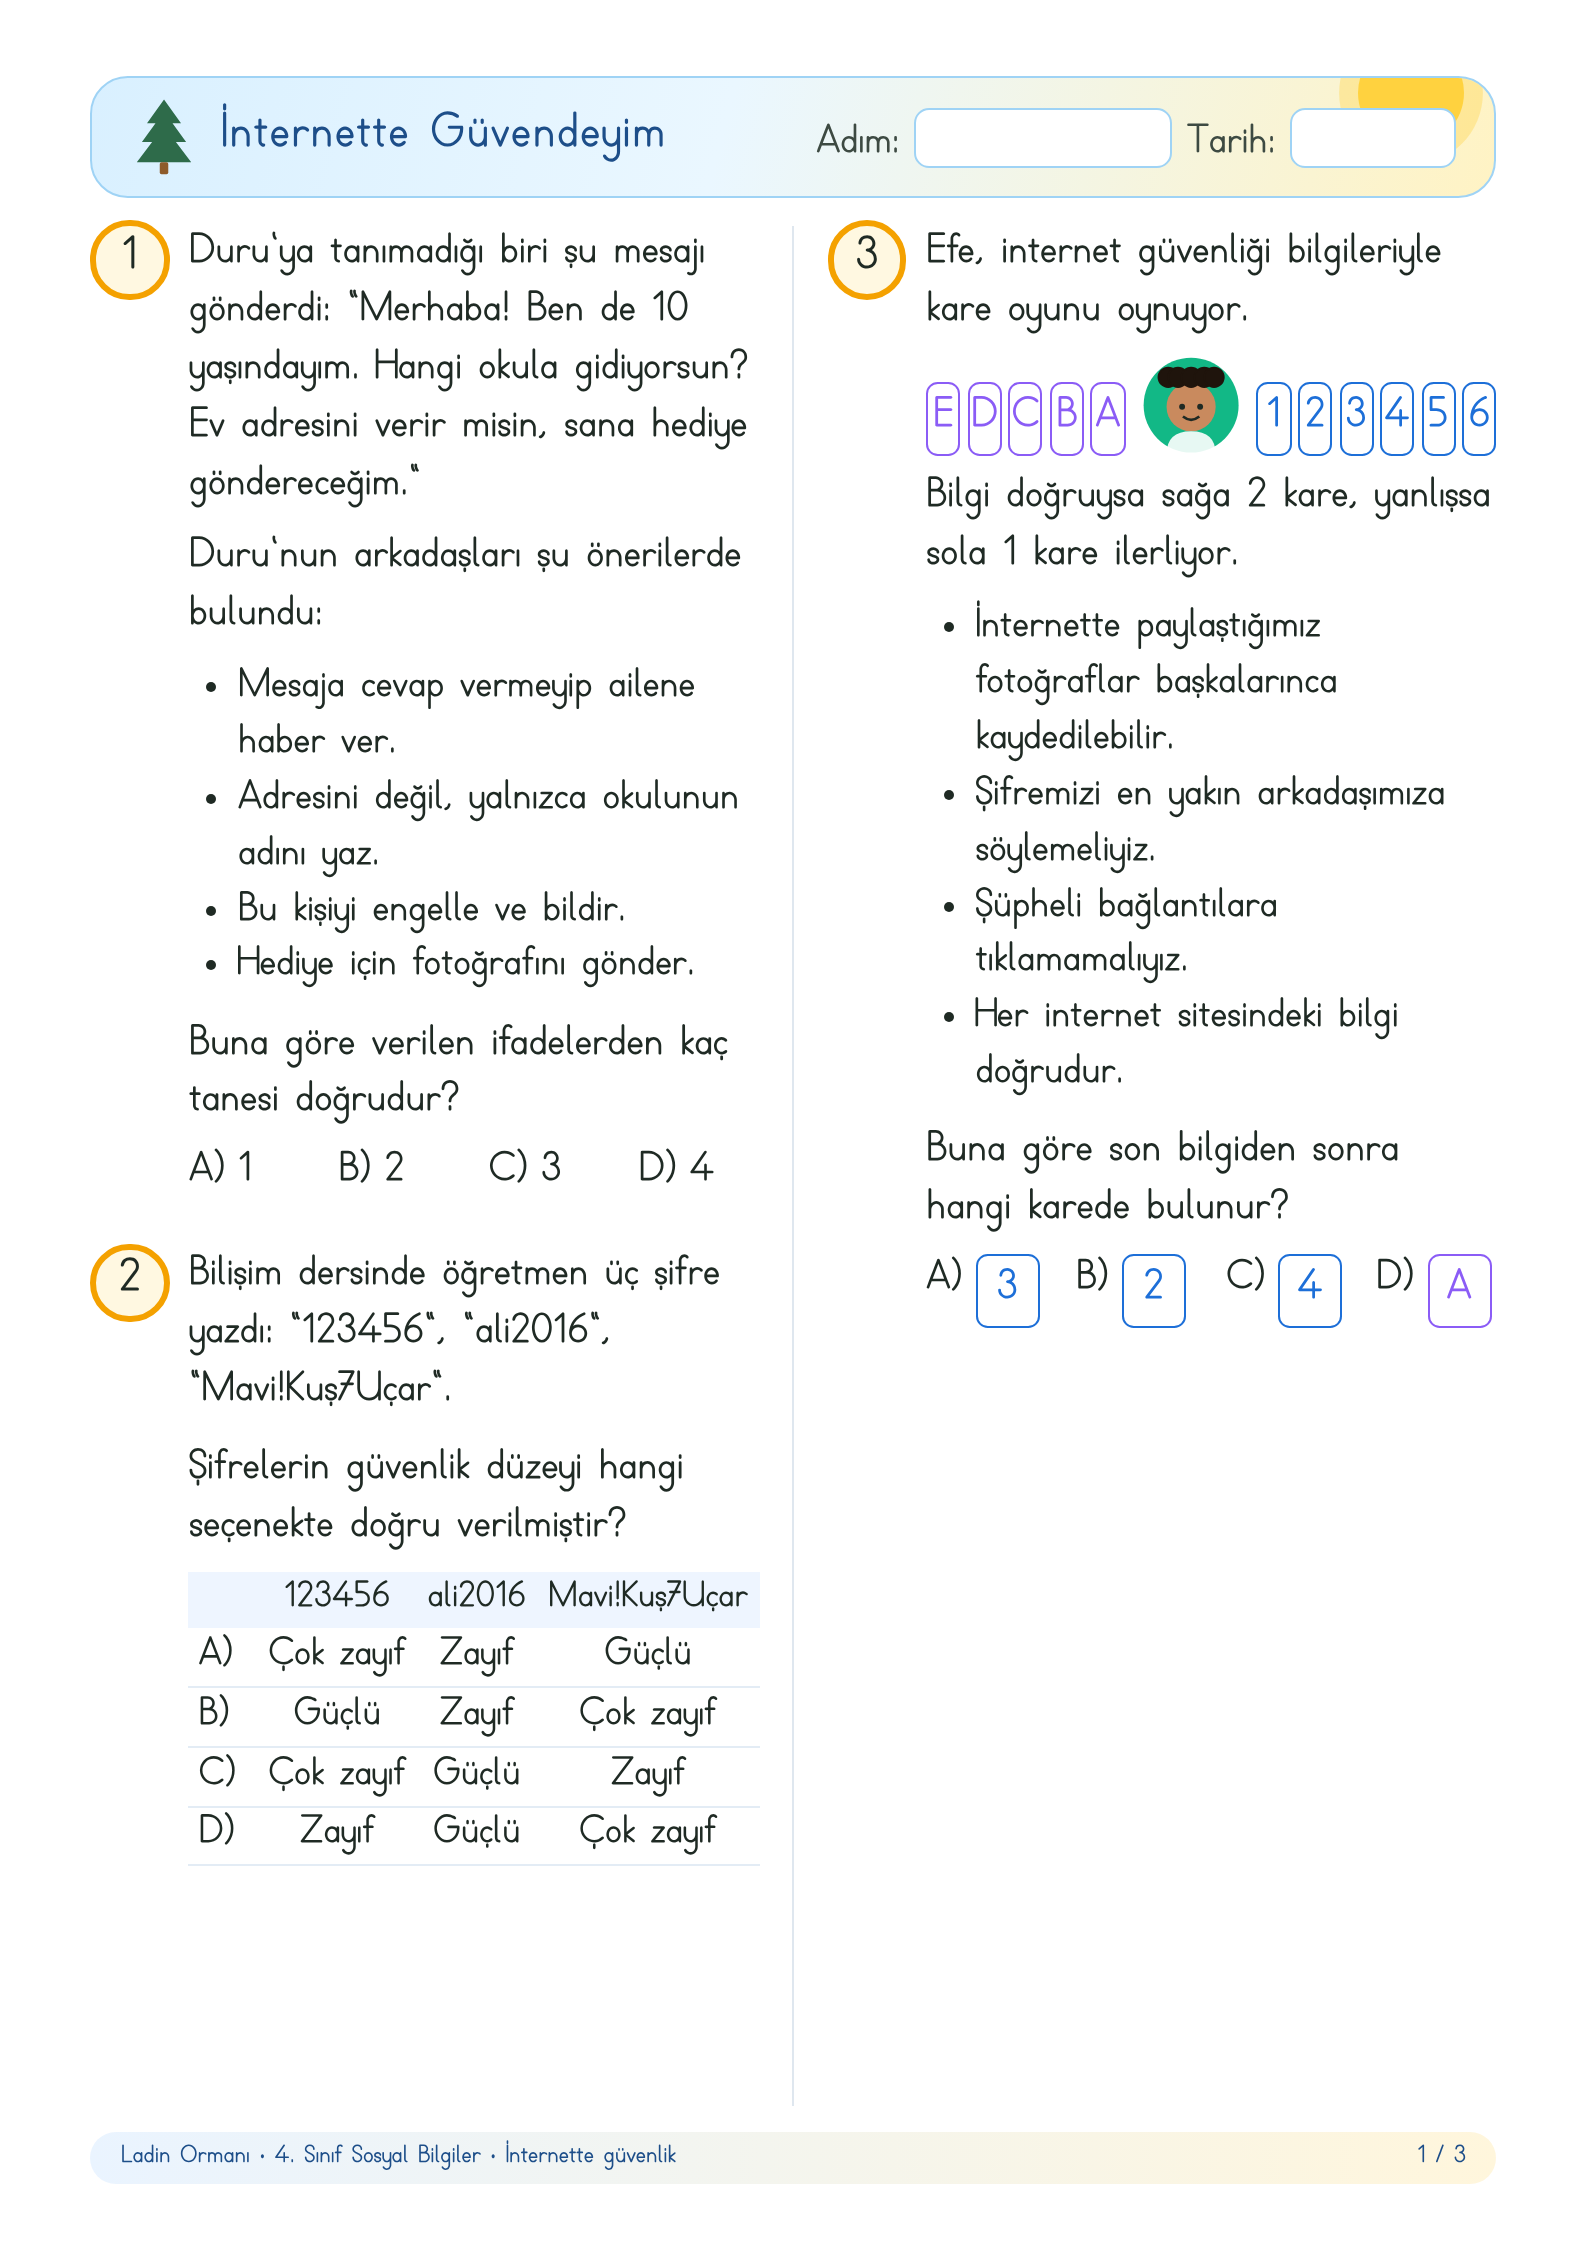 İnternette Güvendeyim
Adım:
Tarih:
1
Duru‘ya tanımadığı biri şu mesajı
gönderdi: “Merhaba! Ben de 10
yaşındayım. Hangi okula gidiyorsun?
Ev adresini verir misin, sana hediye
göndereceğim.“
Duru‘nun arkadaşları şu önerilerde
bulundu:
• Mesaja cevap vermeyip ailene
haber ver.
• Adresini değil, yalnızca okulunun
adını yaz.
• Bu kişiyi engelle ve bildir.
• Hediye için fotoğrafını gönder.
Buna göre verilen ifadelerden kaç
tanesi doğrudur?
A) 1 B) 2 C) 3 D) 4
2
Bilişim dersinde öğretmen üç şifre
yazdı: “123456“, “ali2016“,
“Mavi!Kuş7Uçar“.
Şifrelerin güvenlik düzeyi hangi
seçenekte doğru verilmiştir?
123456 ali2016 Mavi!Kuş7Uçar
A) Çok zayıf Zayıf Güçlü
B) Güçlü Zayıf Çok zayıf
C) Çok zayıf Güçlü Zayıf
D) Zayıf Güçlü Çok zayıf
3
Efe, internet güvenliği bilgileriyle
kare oyunu oynuyor.
E D C B A 1 2 3 4 5 6
Bilgi doğruysa sağa 2 kare, yanlışsa
sola 1 kare ilerliyor.
• İnternette paylaştığımız
fotoğraflar başkalarınca
kaydedilebilir.
• Şifremizi en yakın arkadaşımıza
söylemeliyiz.
• Şüpheli bağlantılara
tıklamamalıyız.
• Her internet sitesindeki bilgi
doğrudur.
Buna göre son bilgiden sonra
hangi karede bulunur?
A) 3 B) 2 C) 4 D) A
Ladin Ormanı • 4. Sınıf Sosyal Bilgiler • İnternette güvenlik
1 / 3